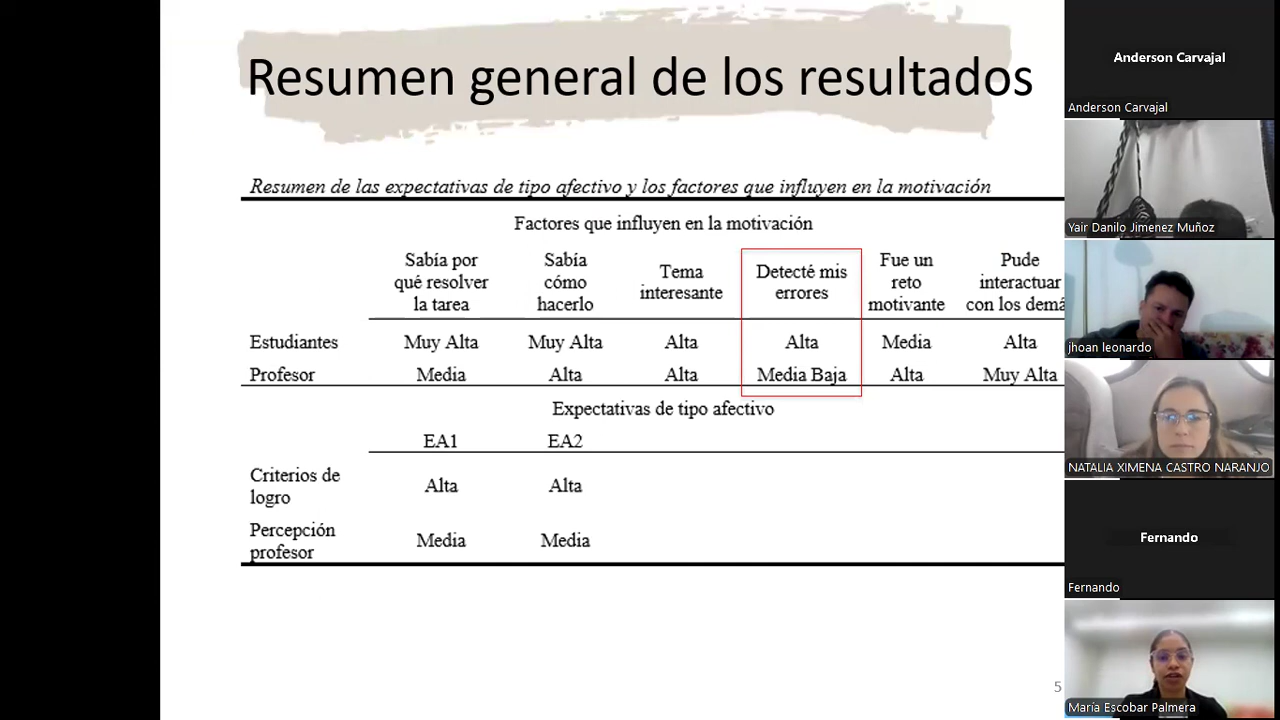 Resumen general de los resultados
Resumen de las expectativas de tipo afectivo y los factores que influyen en la motivación
Factores que influyen en la motivación
Sabía por qué resolver la tarea
Sabía cómo hacerlo
Tema interesante
Detecté mis errores
Fue un reto motivante
Pude interactuar con los demá
Estudiantes Muy Alta Muy Alta Alta Alta Media Alta
Profesor Media Alta Alta Media Baja Alta Muy Alta
Expectativas de tipo afectivo
EA1 EA2
Criterios de logro Alta Alta
Percepción profesor Media Media
5
Anderson Carvajal
Anderson Carvajal
Yair Danilo Jimenez Muñoz
jhoan leonardo
NATALIA XIMENA CASTRO NARANJO
Fernando
Fernando
María Escobar Palmera